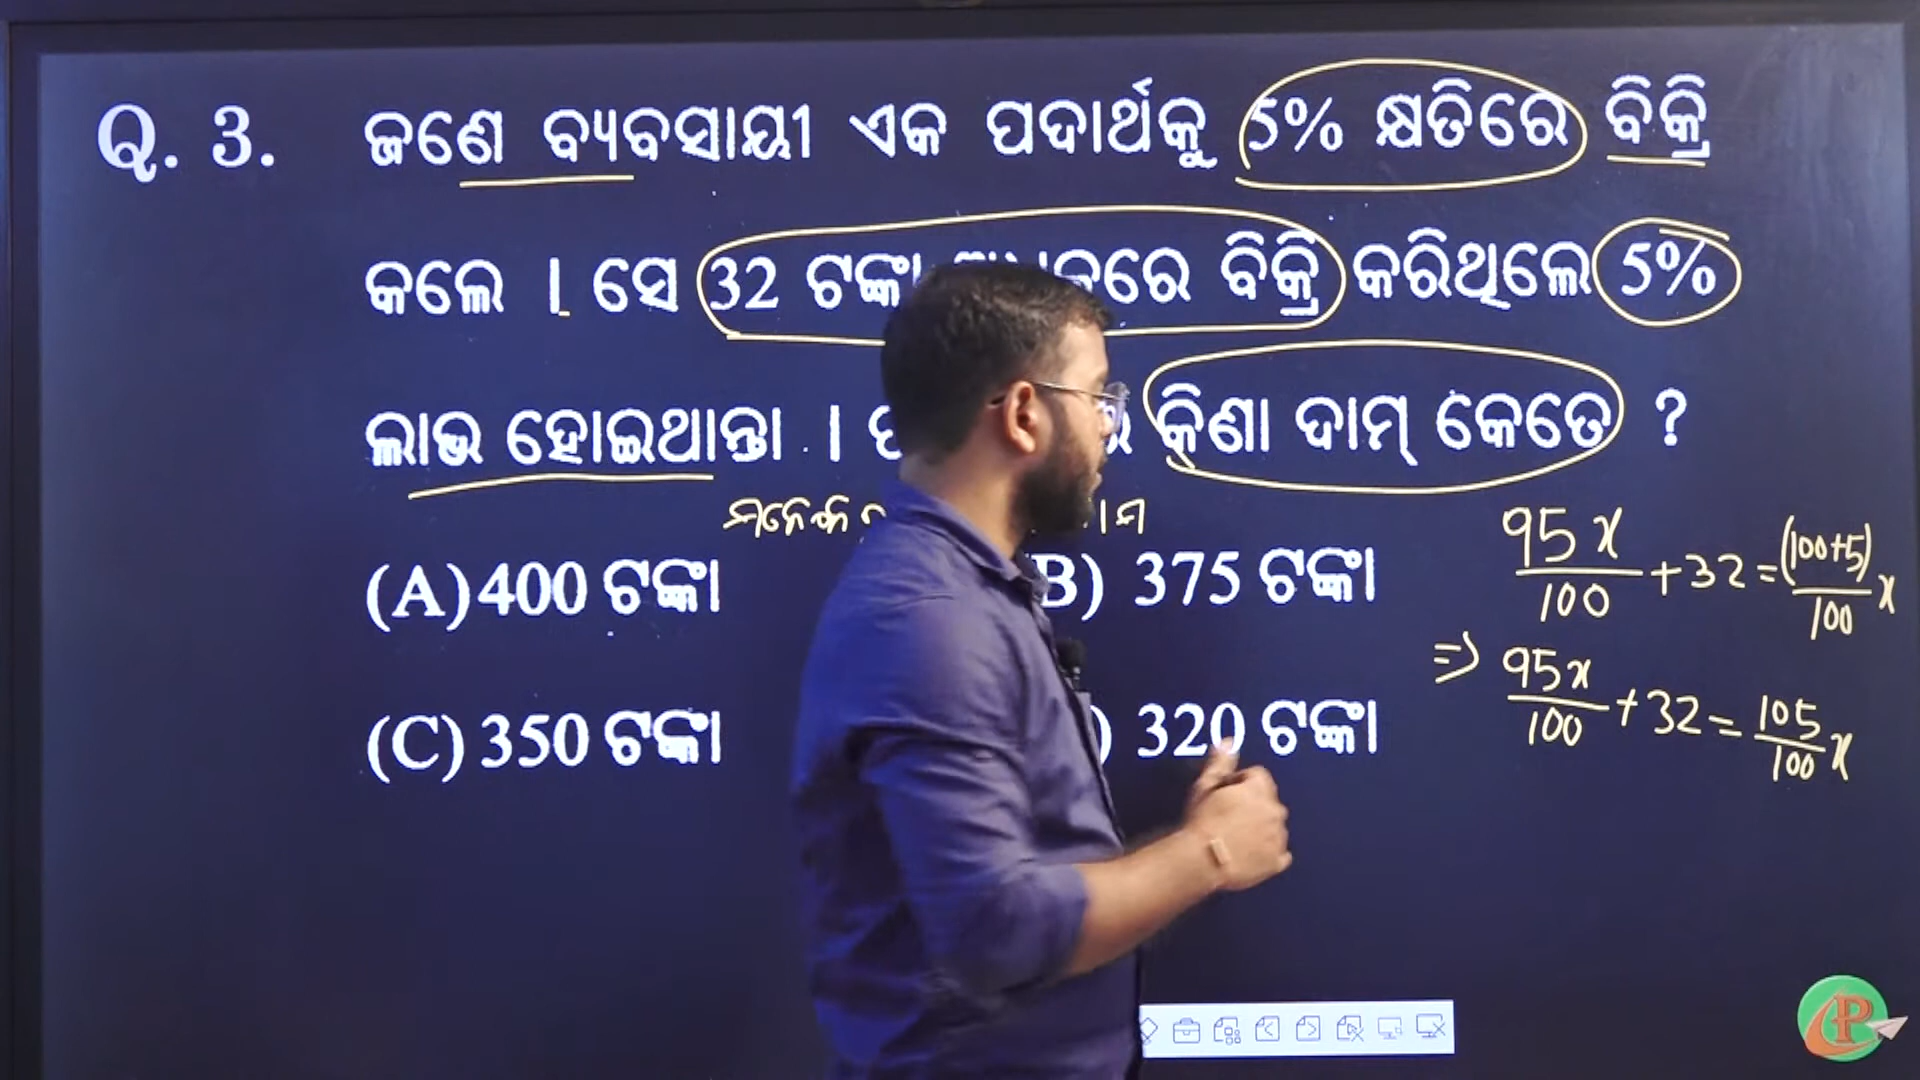 Q. 3. ଜଣେ ବ୍ୟବସାୟୀ ଏକ ପଦାର୍ଥକୁ 5% କ୍ଷତିରେ ବିକ୍ରି
କଲେ । ସେ 32 ଟଙ୍କା ବିକ୍ରି କରିଥିଲେ 5%
ଲାଭ ହୋଇଥାନ୍ତା । କିଣା ଦାମ୍ କେତେ ?
(A) 400 ଟଙ୍କା
B) 375 ଟଙ୍କା
(C) 350 ଟଙ୍କା
) 320 ଟଙ୍କା
95x/100 + 32 = (100+5)/100 x
⇒ 95x/100 + 32 = 105/100 x